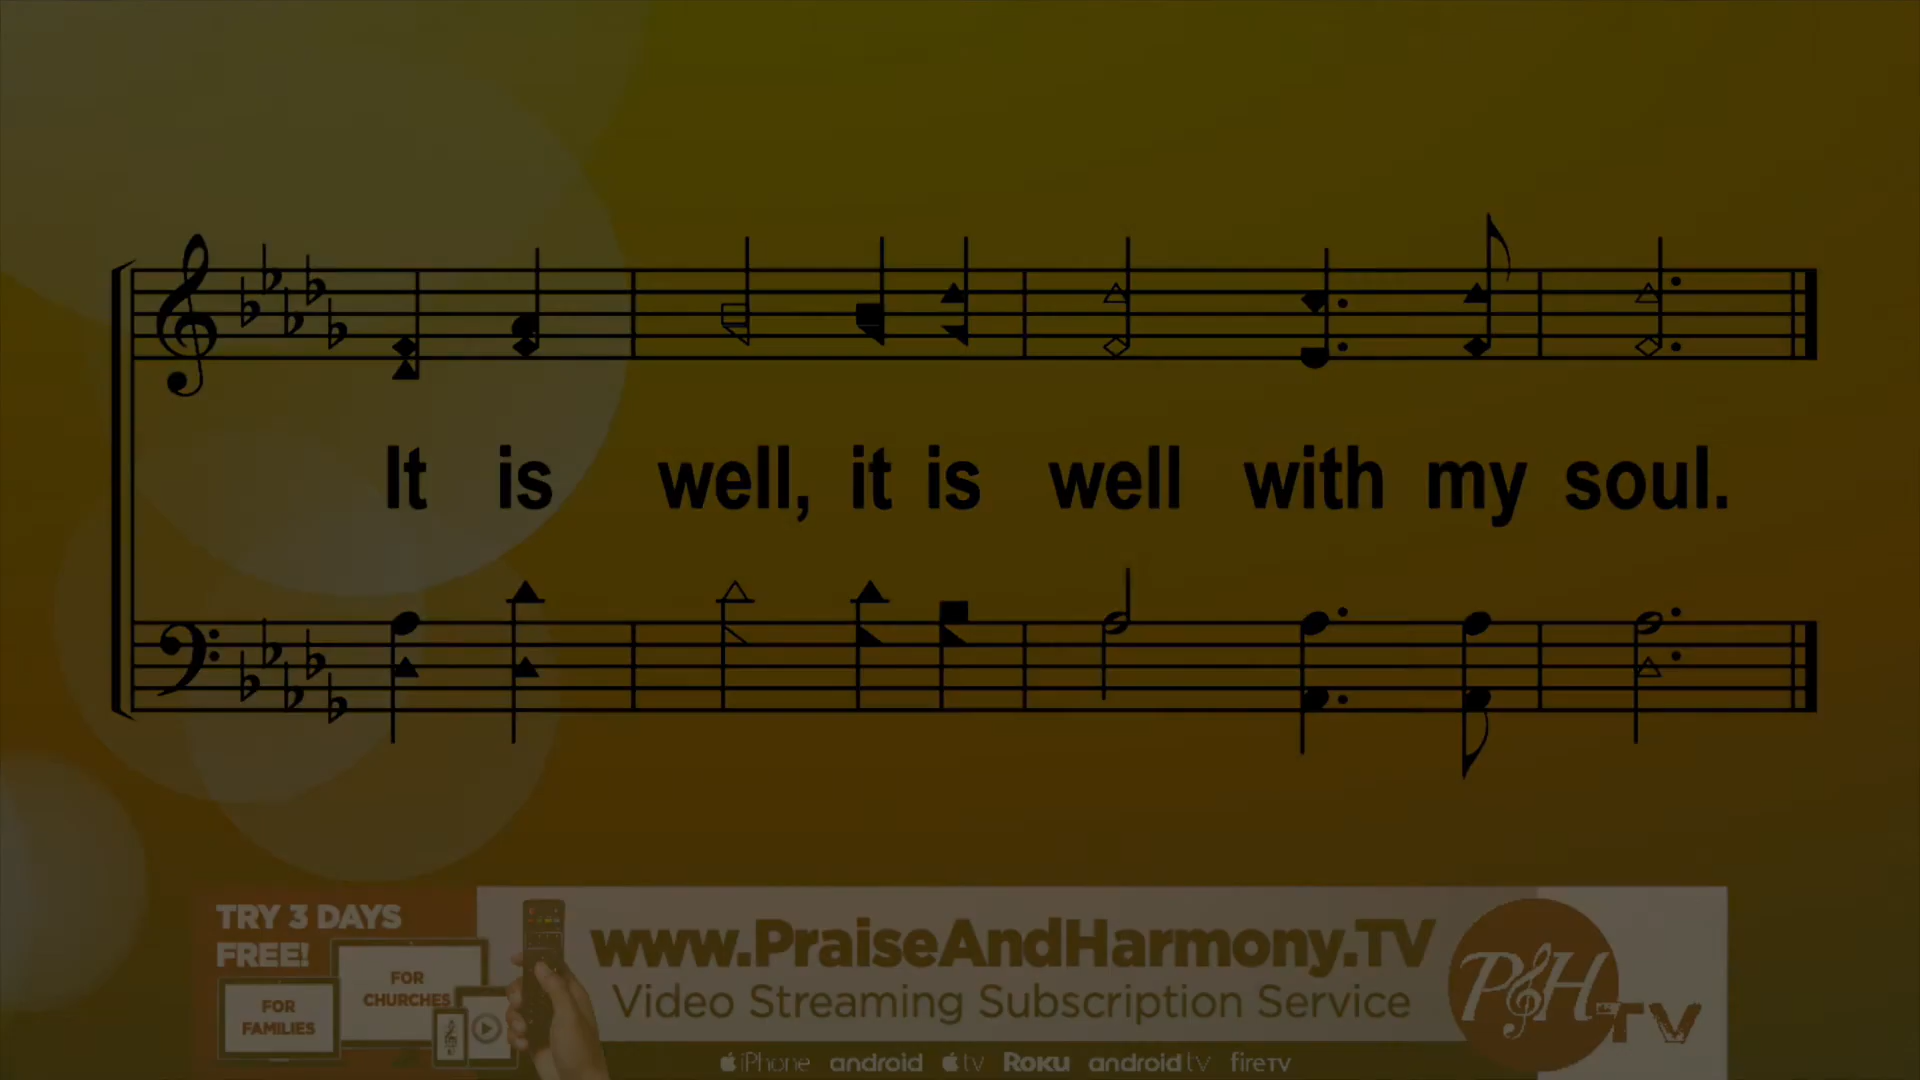 It is well, it is well with my soul.
TRY 3 DAYS
FREE!
FOR
FAMILIES
FOR
CHURCHES
www.PraiseAndHarmony.TV
Video Streaming Subscription Service
iPhone android tv ROKU androidtv fireTV
P&H
TV